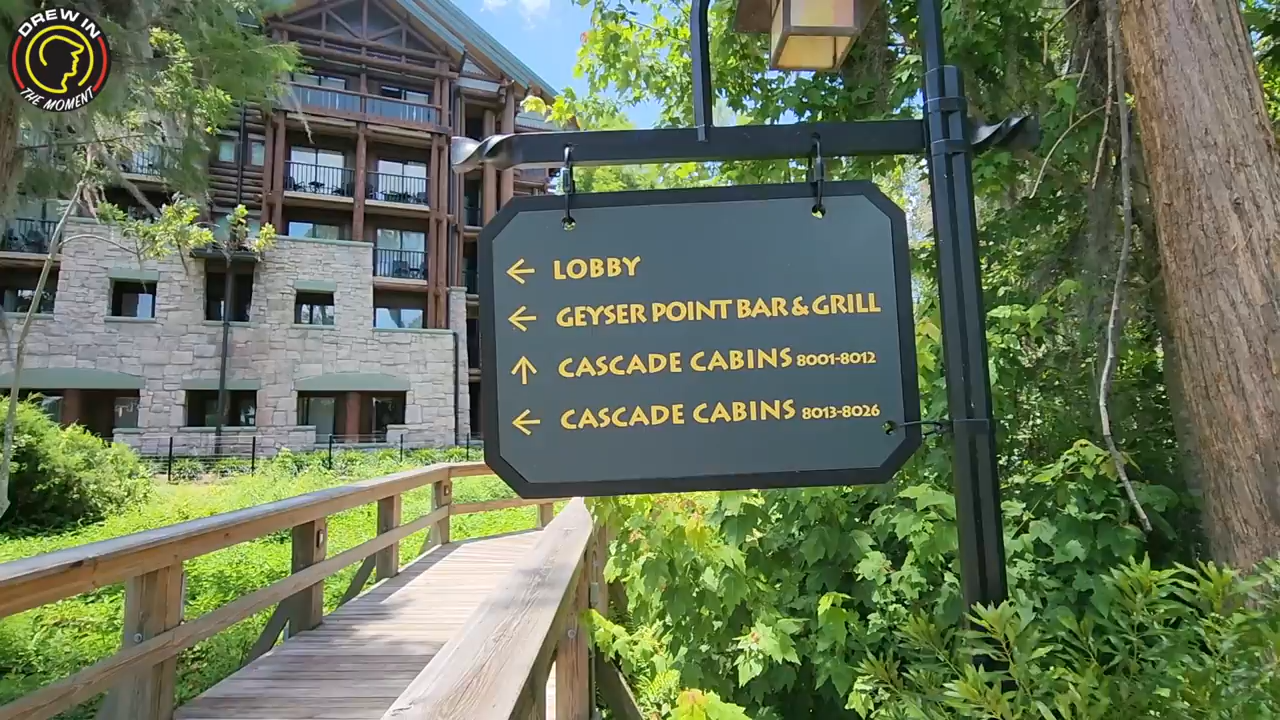 DREW IN
THE MOMENT
← LOBBY
← GEYSER POINT BAR & GRILL
↑ CASCADE CABINS 8001-8012
← CASCADE CABINS 8013-8026